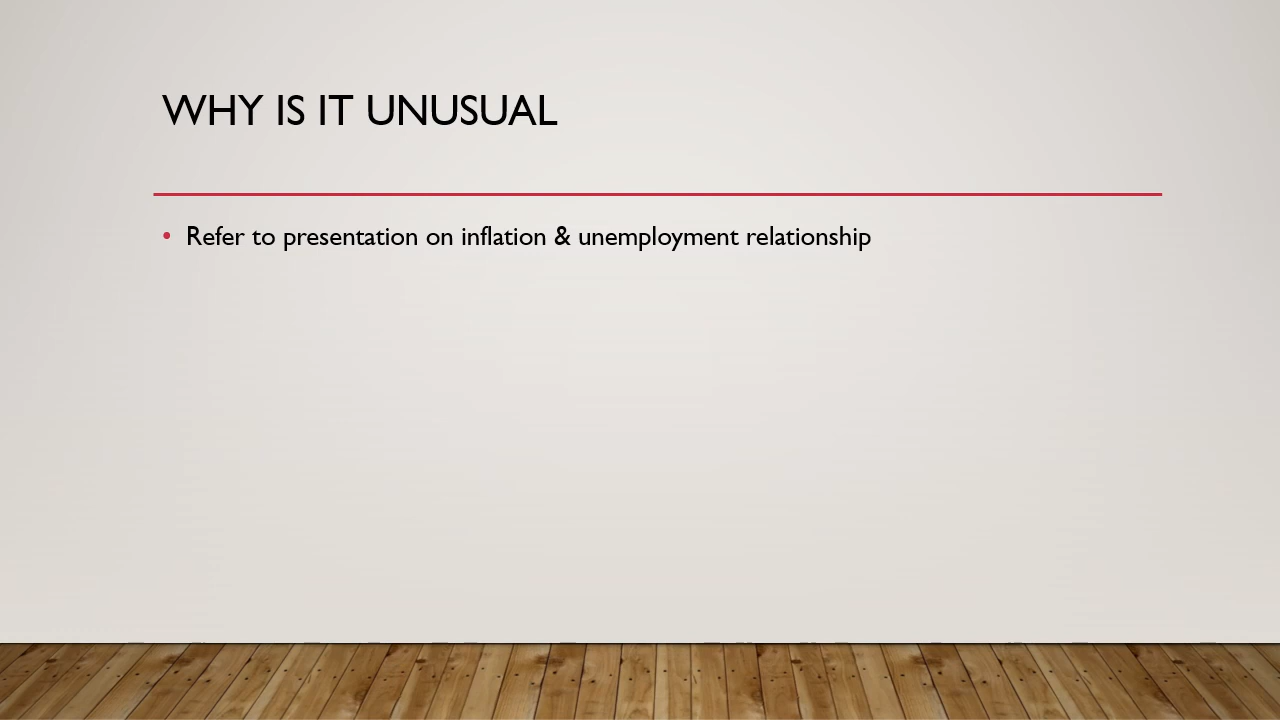 WHY IS IT UNUSUAL
• Refer to presentation on inflation & unemployment relationship